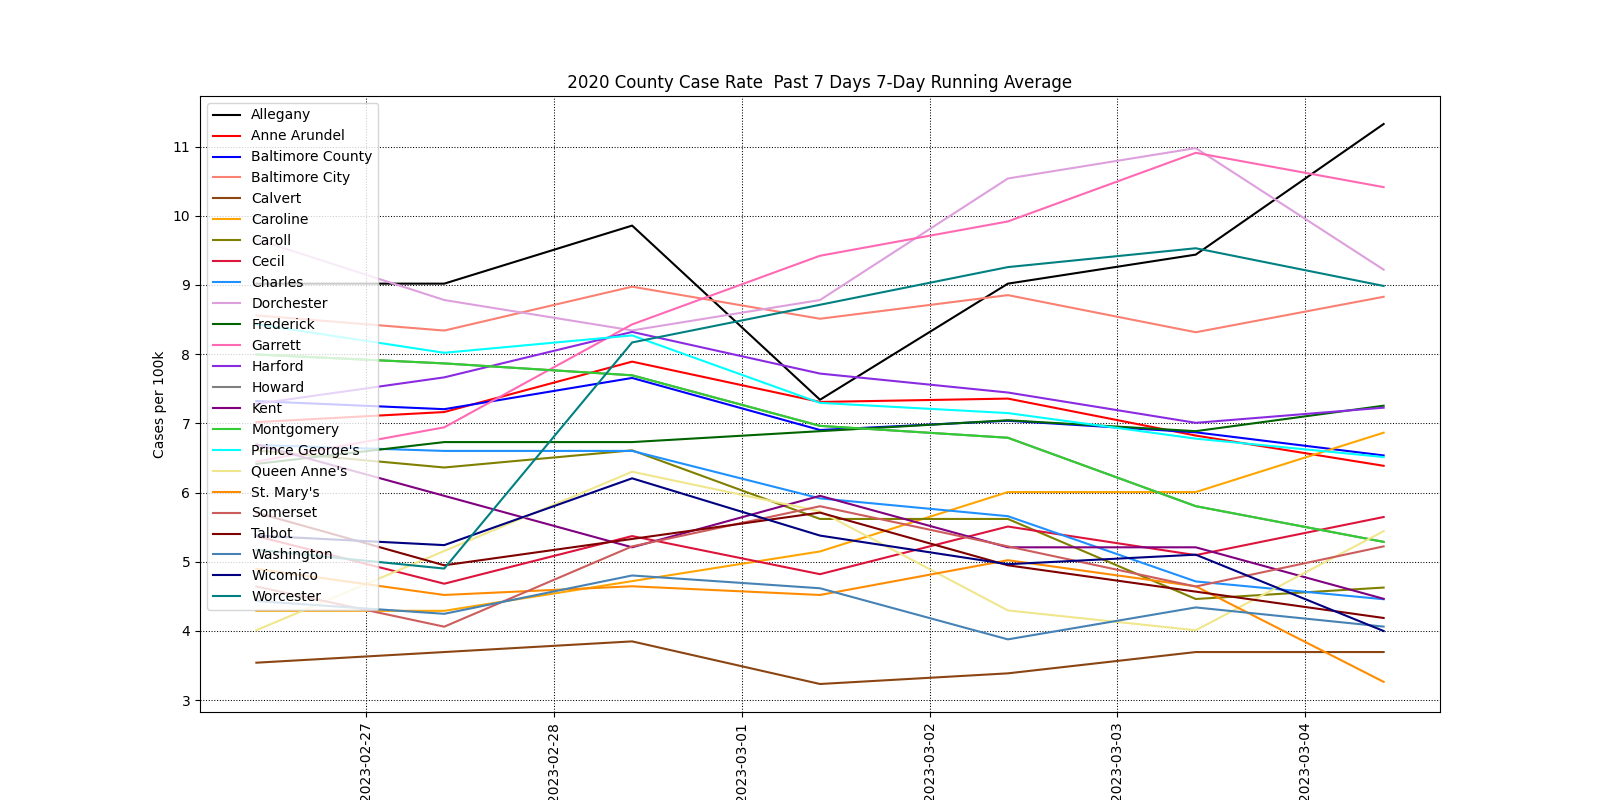 2020 County Case Rate  Past 7 Days 7-Day Running Average
Allegany
Anne Arundel
Baltimore County
Baltimore City
Calvert
Caroline
Caroll
Cecil
Charles
Dorchester
Frederick
Garrett
Harford
Howard
Kent
Montgomery
Prince George's
Queen Anne's
St. Mary's
Somerset
Talbot
Washington
Wicomico
Worcester
Cases per 100k
11
10
9
8
7
6
5
4
3
2023-02-27
2023-02-28
2023-03-01
2023-03-02
2023-03-03
2023-03-04